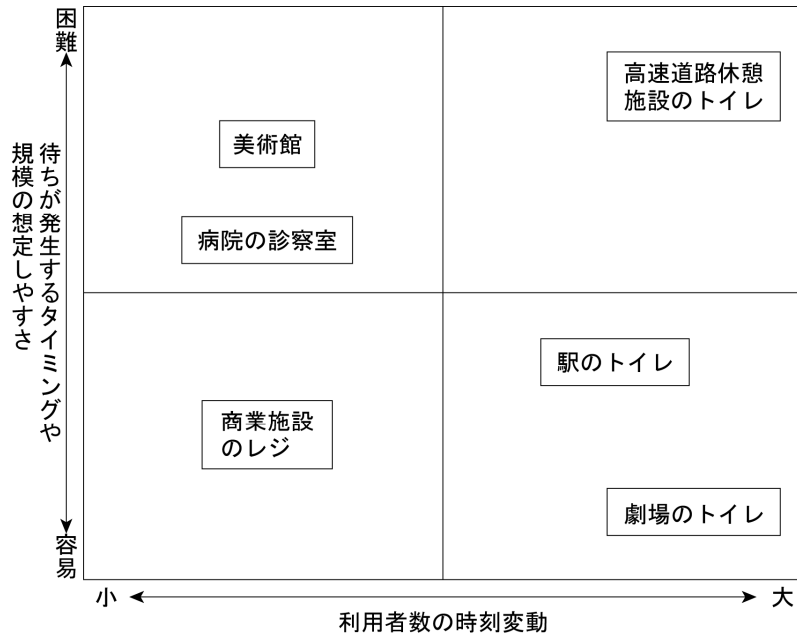 困難
高速道路休憩
施設のトイレ
美術館
病院の診察室
待ちが発生するタイミングや
規模の想定しやすさ
駅のトイレ
商業施設
のレジ
劇場のトイレ
容易
小
大
利用者数の時刻変動